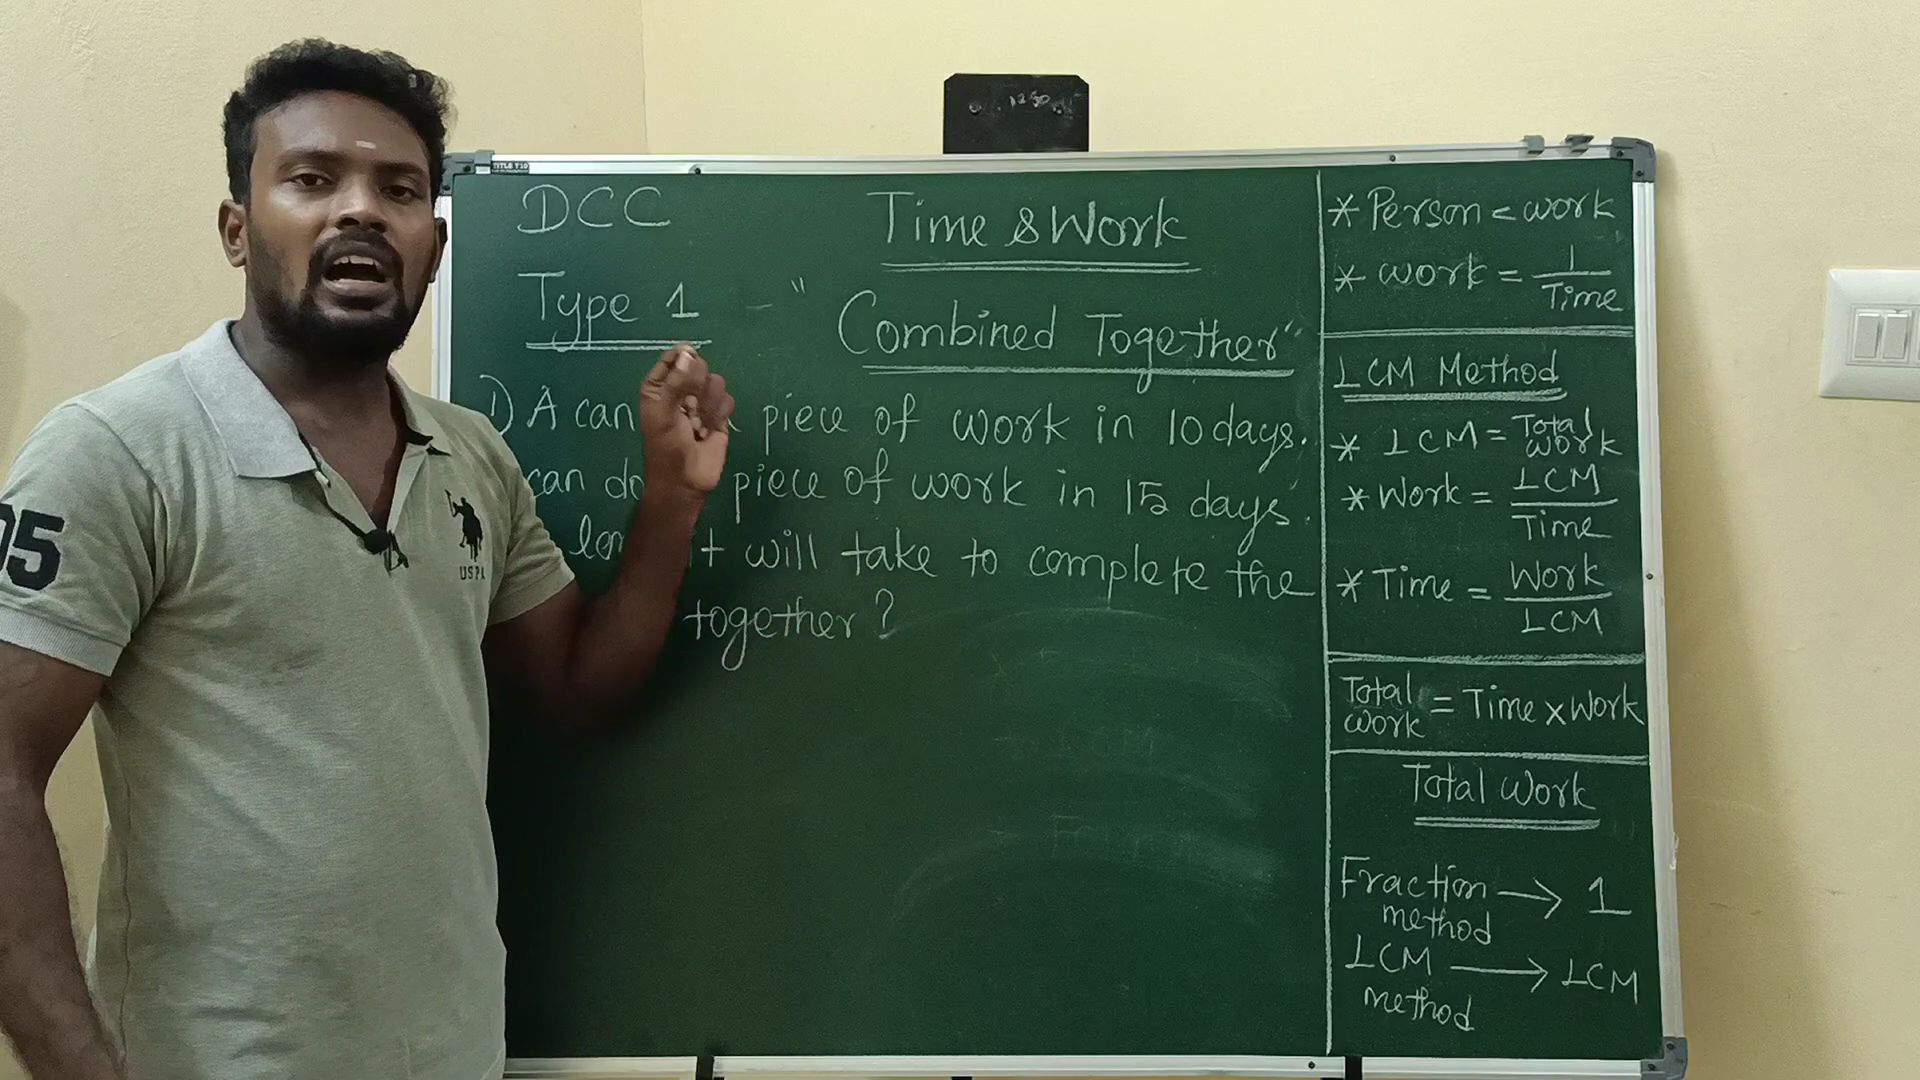 1250
DCC
Time & Work
Type 1 - "Combined Together"
1) A can piece of work in 10 days.
can do piece of work in 15 days.
it will take to complete the
together?
* Person < work
* work = 1/Time
LCM Method
* LCM = Total work
* Work = LCM/Time
* Time = Work/LCM
Total work = Time x Work
Total Work
Fraction method → 1
LCM method → LCM
05
USPA